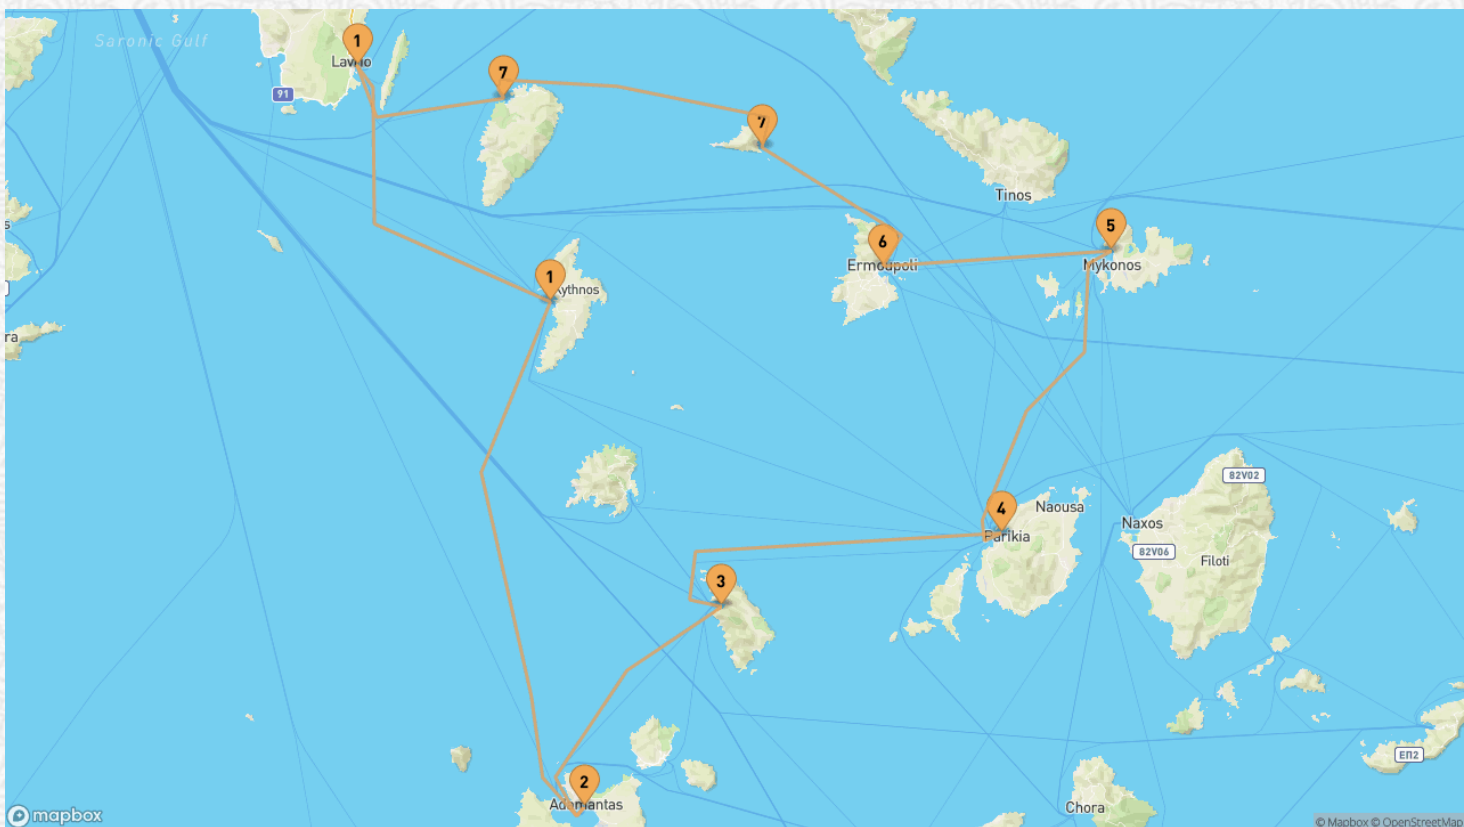 Saronic Gulf
1
Lavrio
7
91
7
Tinos
5
6
Ermoupoli
Mykonos
s
1
Kythnos
ra
82V02
4
Naousa
Naxos
Parikia
82V06
Filoti
3
ΕΠ2
2
Adamantas
Chora
mapbox
© Mapbox © OpenStreetMap